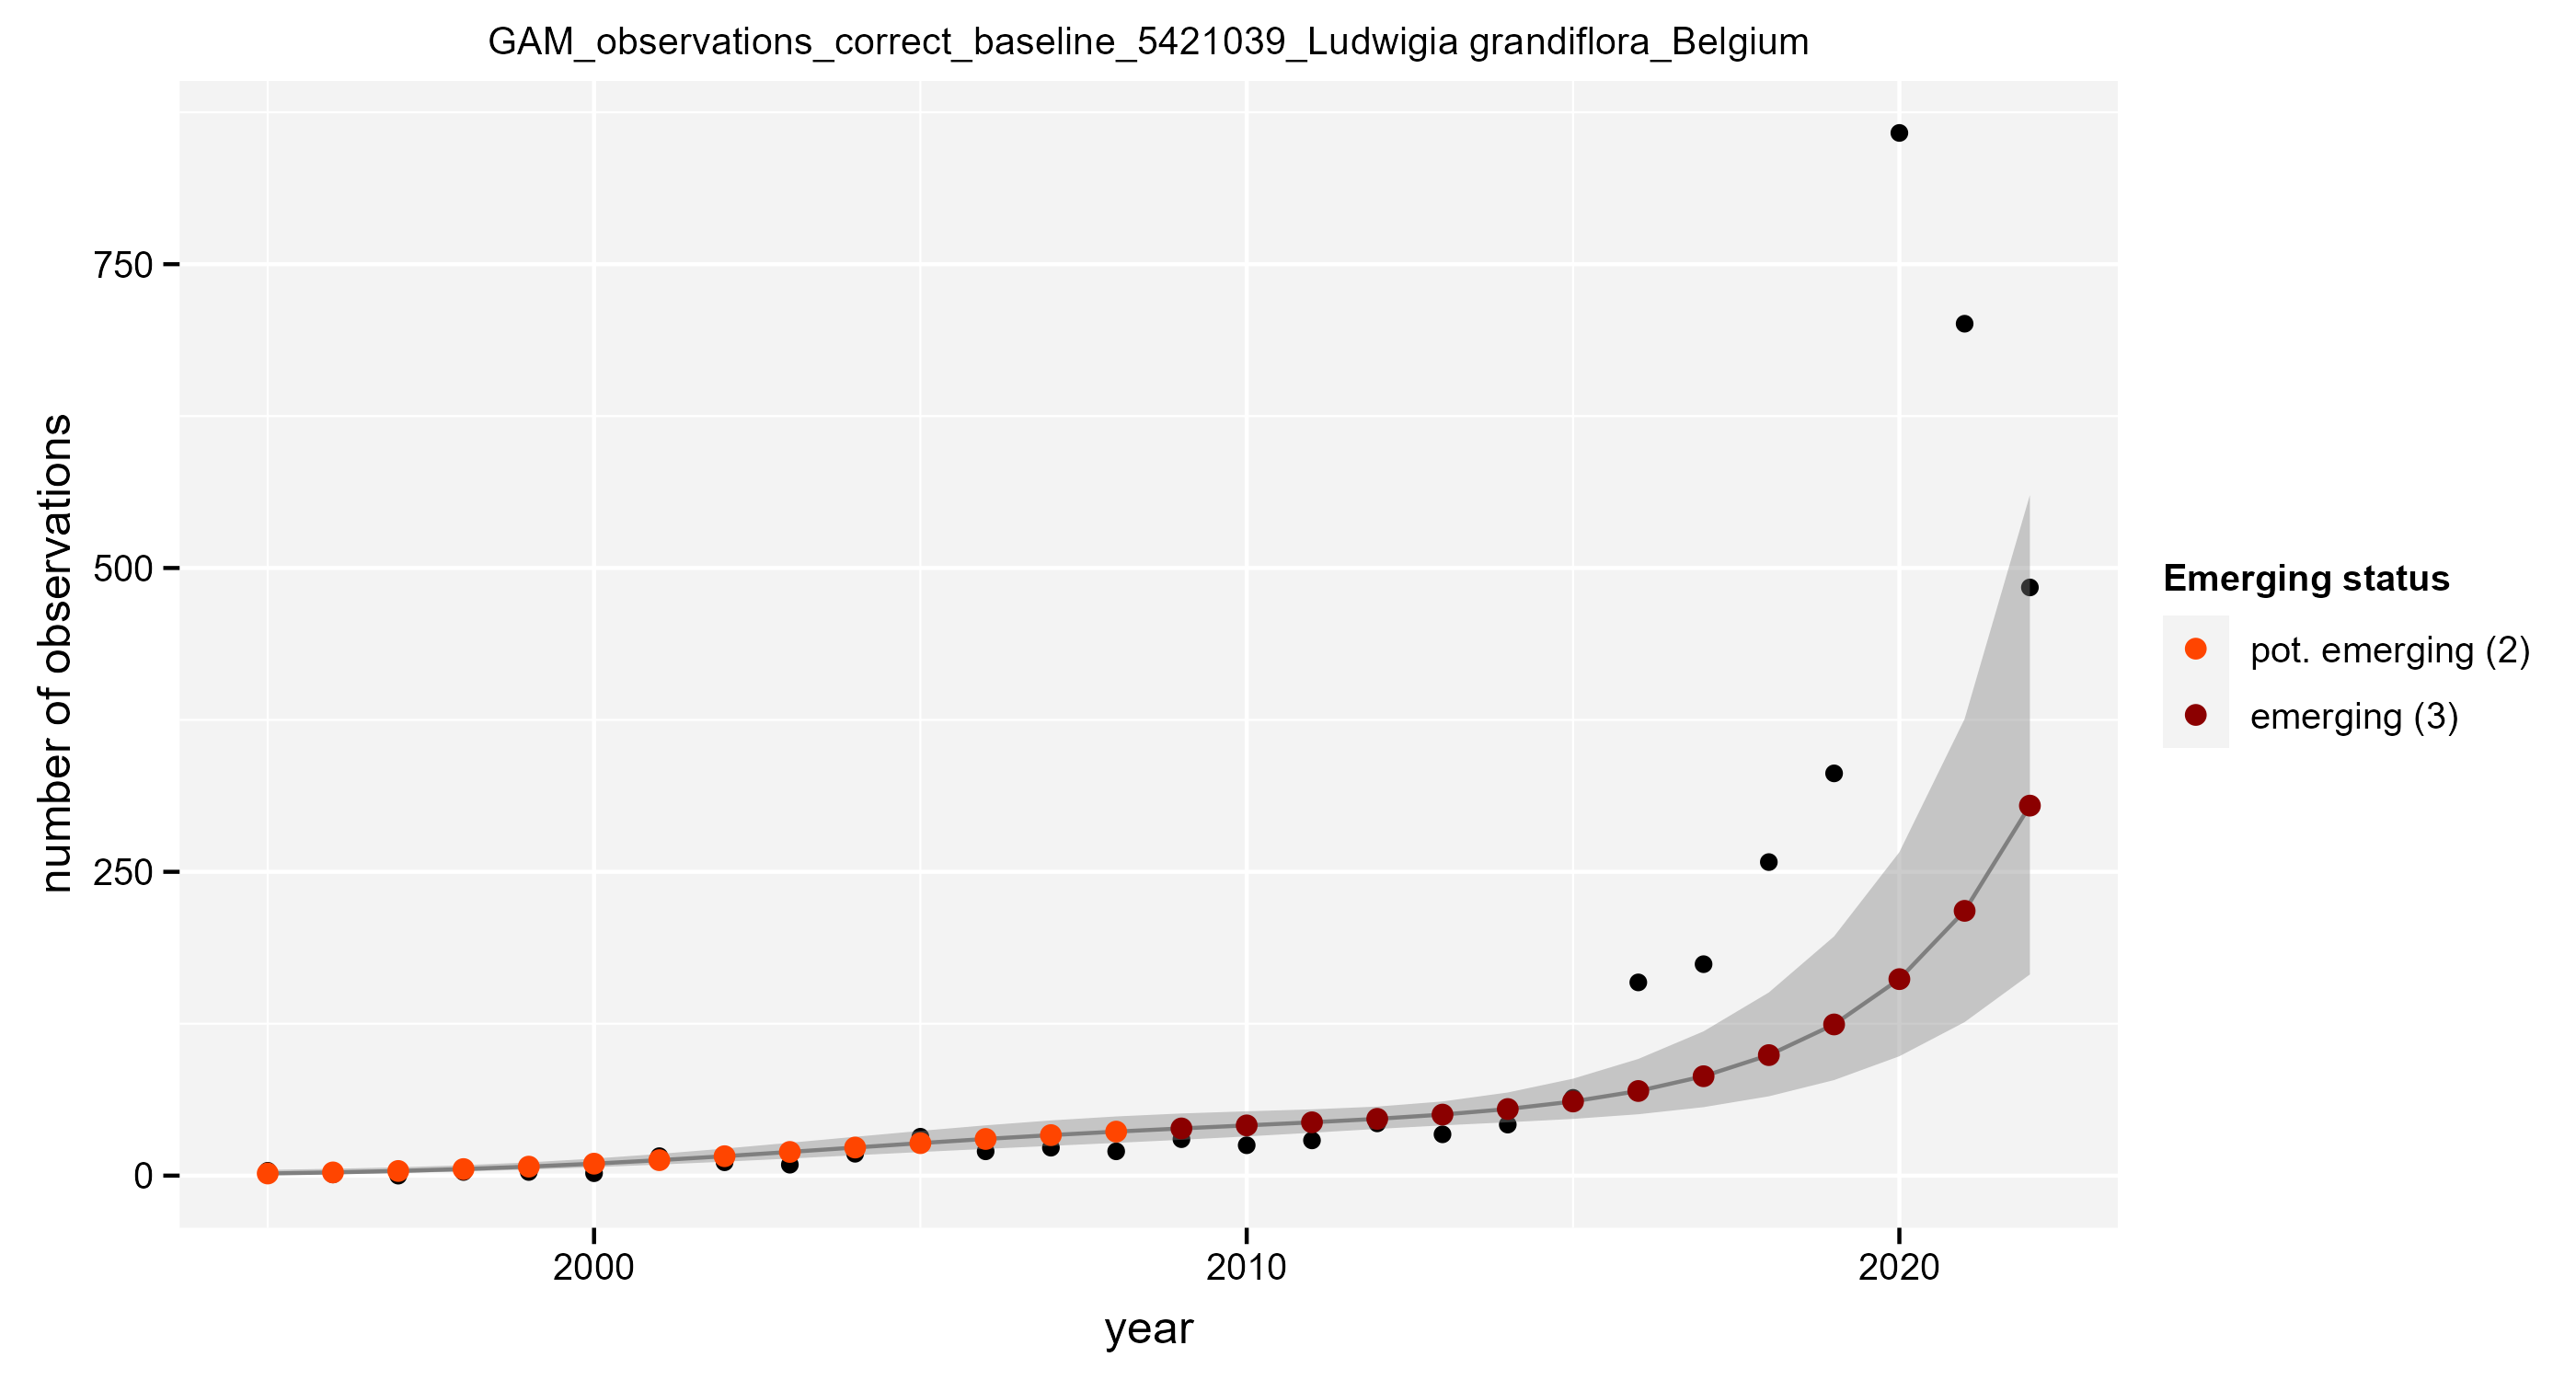 GAM_observations_correct_baseline_5421039_Ludwigia grandiflora_Belgium
number of observations
750
500
250
0
2000
2010
2020
year
Emerging status
pot. emerging (2)
emerging (3)